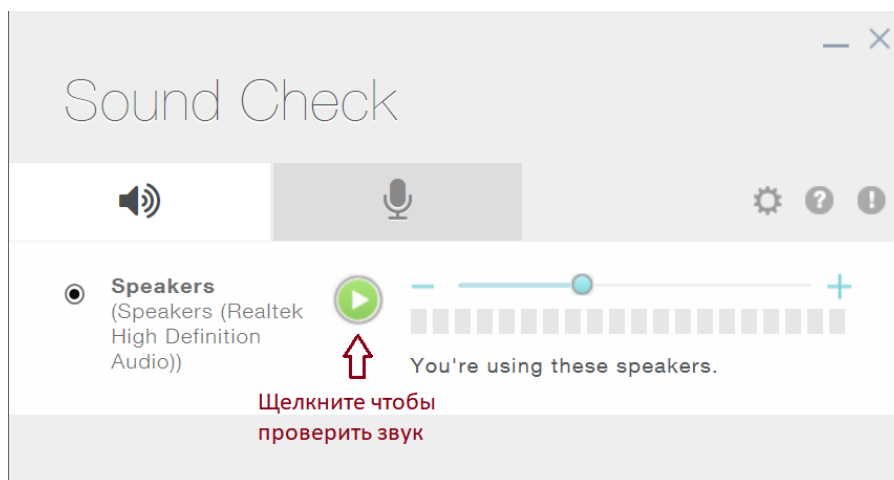 Sound Check
Speakers
(Speakers (Realtek
High Definition
Audio))
You're using these speakers.
Щелкните чтобы
проверить звук